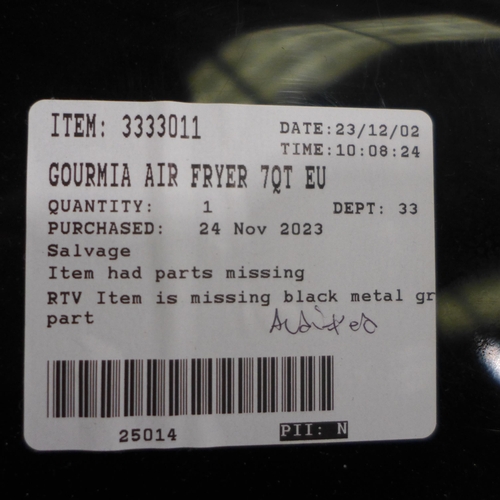 ITEM: 3333011
DATE:23/12/02
TIME:10:08:24
GOURMIA AIR FRYER 7QT EU
QUANTITY: 1 DEPT: 33
PURCHASED: 24 Nov 2023
Salvage
Item had parts missing
RTV Item is missing black metal gr
part
25014 PII: N